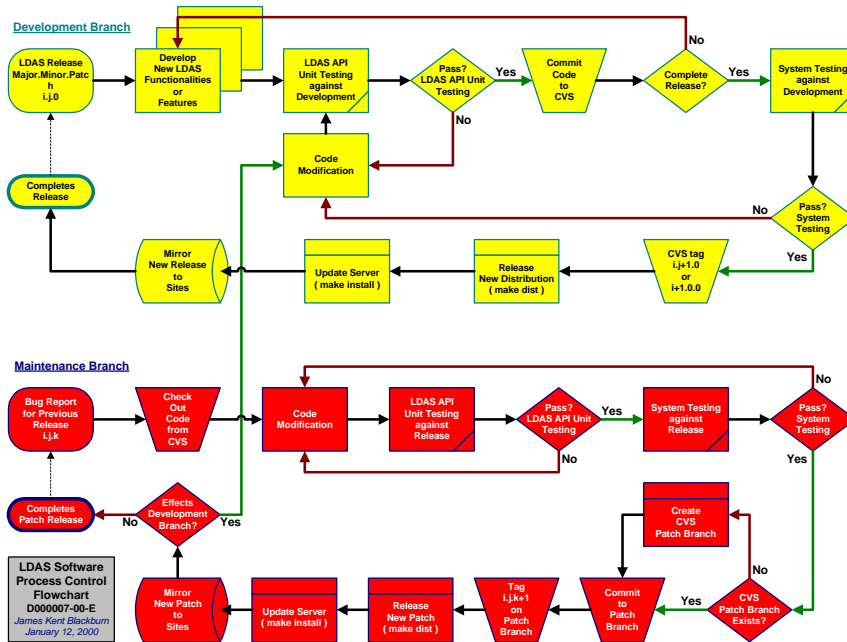 Development Branch
LDAS Release
Major.Minor.Patc
h
i.j.0
Develop
New LDAS
Functionalities
or
Features
LDAS API
Unit Testing
against
Development
Pass?
LDAS API Unit
Testing
Yes
No
Commit
Code
to
CVS
No
Complete
Release?
Yes
System Testing
against
Development
Code
Modification
Completes
Release
No
Pass?
System
Testing
Yes
Mirror
New Release
to
Sites
Update Server
( make install )
Release
New Distribution
( make dist )
CVS tag
i.j+1.0
or
i+1.0.0
Maintenance Branch
Bug Report
for Previous
Release
i.j.k
Check
Out
Code
from
CVS
Code
Modification
LDAS API
Unit Testing
against
Release
Pass?
LDAS API Unit
Testing
Yes
No
System Testing
against
Release
No
Pass?
System
Testing
Yes
Completes
Patch Release
No
Effects
Development
Branch?
Yes
Create
CVS
Patch Branch
No
LDAS Software
Process Control
Flowchart
D000007-00-E
James Kent Blackburn
January 12, 2000
Mirror
New Patch
to
Sites
Update Server
( make install )
Release
New Patch
( make dist )
Tag
i.j.k+1
on
Patch
Branch
Commit
to
Patch
Branch
Yes
CVS
Patch Branch
Exists?